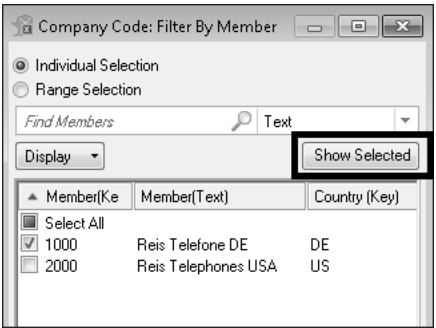 Company Code: Filter By Member
Individual Selection
Range Selection
Find Members Text
Display Show Selected
Member(Ke Member(Text) Country (Key)
Select All
1000 Reis Telefone DE DE
2000 Reis Telephones USA US